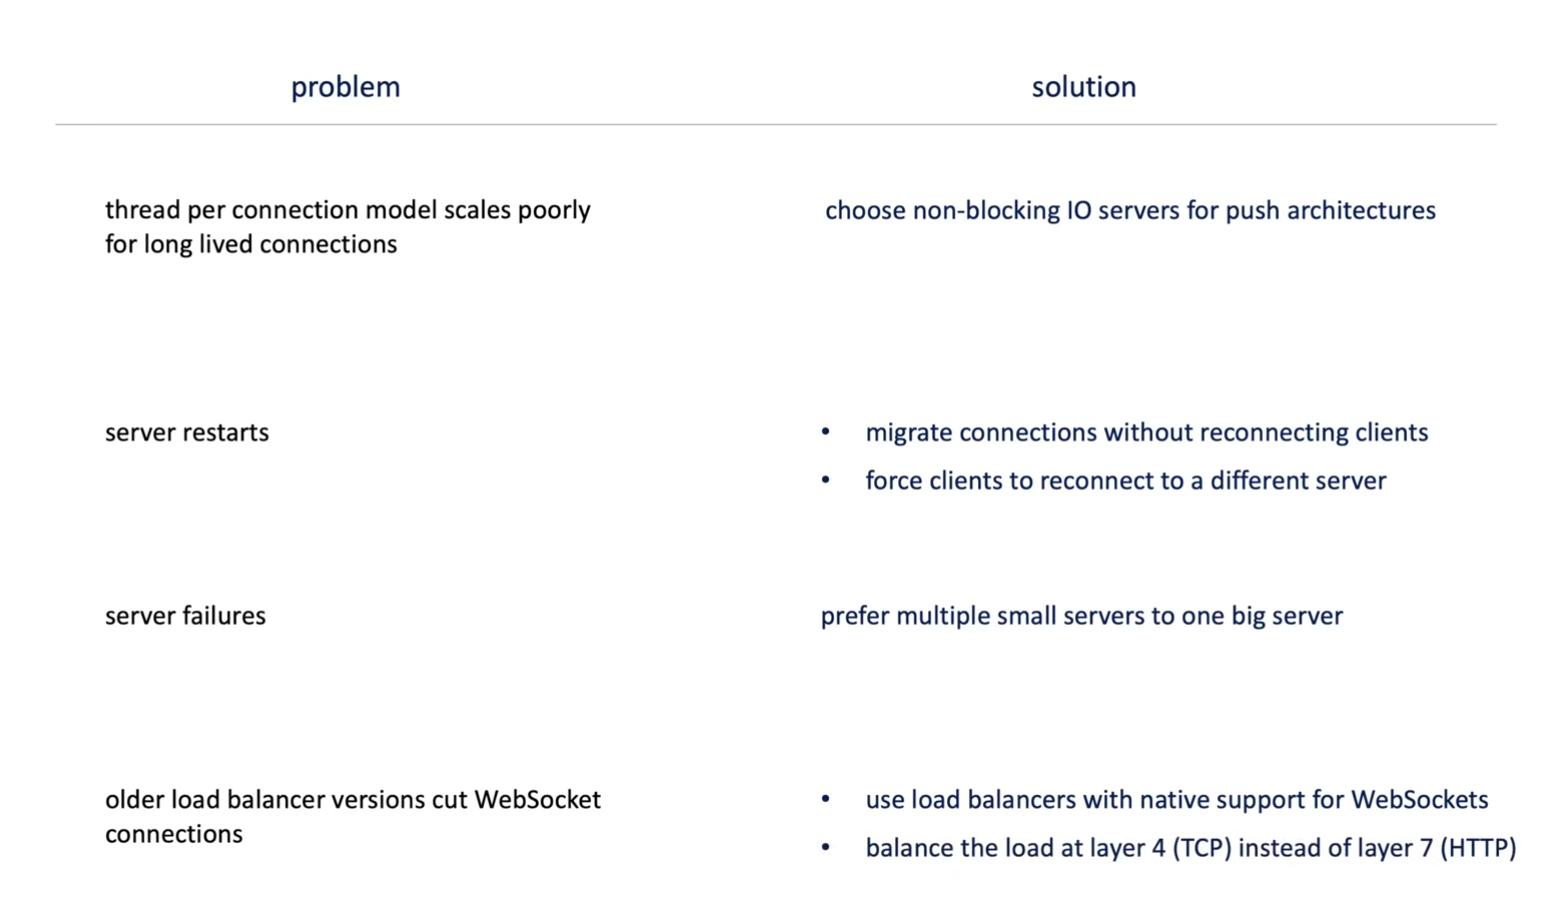 problem
solution
thread per connection model scales poorly
for long lived connections
choose non-blocking IO servers for push architectures
server restarts
• migrate connections without reconnecting clients
• force clients to reconnect to a different server
server failures
prefer multiple small servers to one big server
older load balancer versions cut WebSocket
connections
• use load balancers with native support for WebSockets
• balance the load at layer 4 (TCP) instead of layer 7 (HTTP)